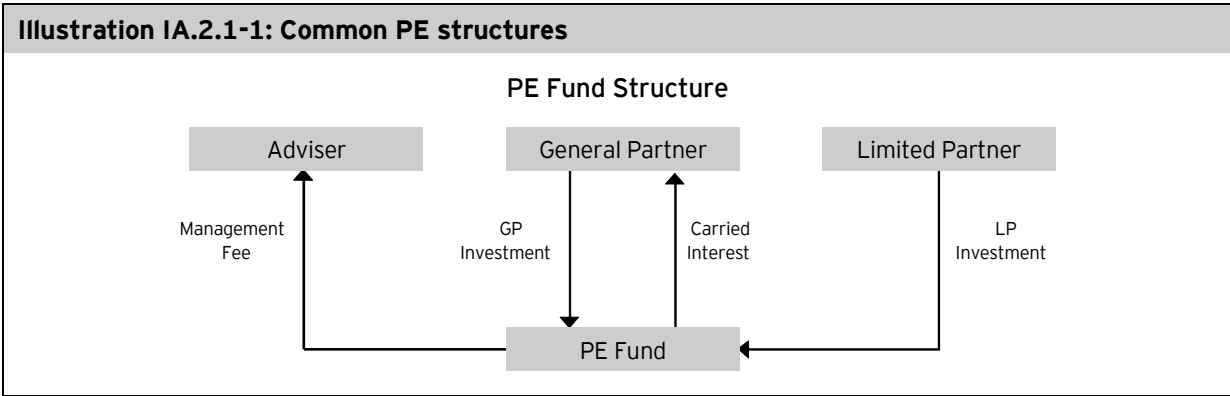 Illustration IA.2.1-1: Common PE structures
PE Fund Structure
Adviser
General Partner
Limited Partner
Management
Fee
GP
Investment
Carried
Interest
LP
Investment
PE Fund